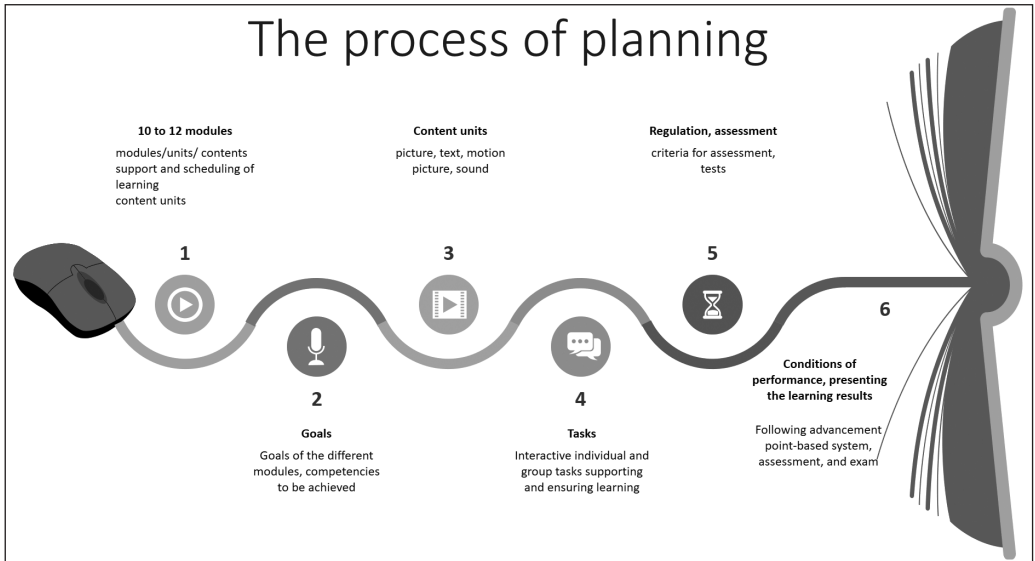 The process of planning
10 to 12 modules
modules/units/ contents
support and scheduling of
learning
content units
1
2
Goals
Goals of the different
modules, competencies
to be achieved
Content units
picture, text, motion
picture, sound
3
4
Tasks
Interactive individual and
group tasks supporting
and ensuring learning
Regulation, assessment
criteria for assessment,
tests
5
6
Conditions of
performance, presenting
the learning results
Following advancement
point-based system,
assessment, and exam